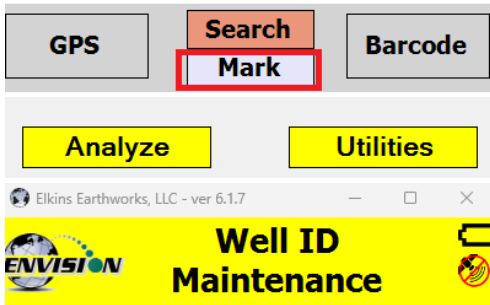 GPS
Search
Mark
Barcode
Analyze
Utilities
Elkins Earthworks, LLC - ver 6.1.7
ENVISION
Well ID
Maintenance